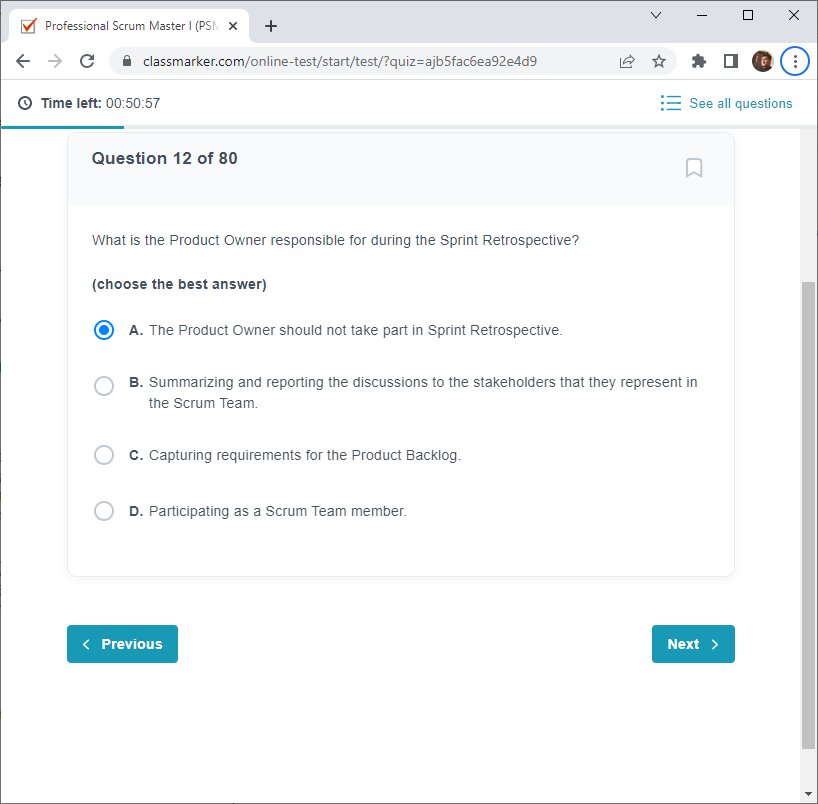 Professional Scrum Master I (PSM
classmarker.com/online-test/start/test/?quiz=ajb5fac6ea92e4d9
Time left: 00:50:57
See all questions
Question 12 of 80
What is the Product Owner responsible for during the Sprint Retrospective?
(choose the best answer)
A. The Product Owner should not take part in Sprint Retrospective.
B. Summarizing and reporting the discussions to the stakeholders that they represent in
the Scrum Team.
C. Capturing requirements for the Product Backlog.
D. Participating as a Scrum Team member.
Previous
Next